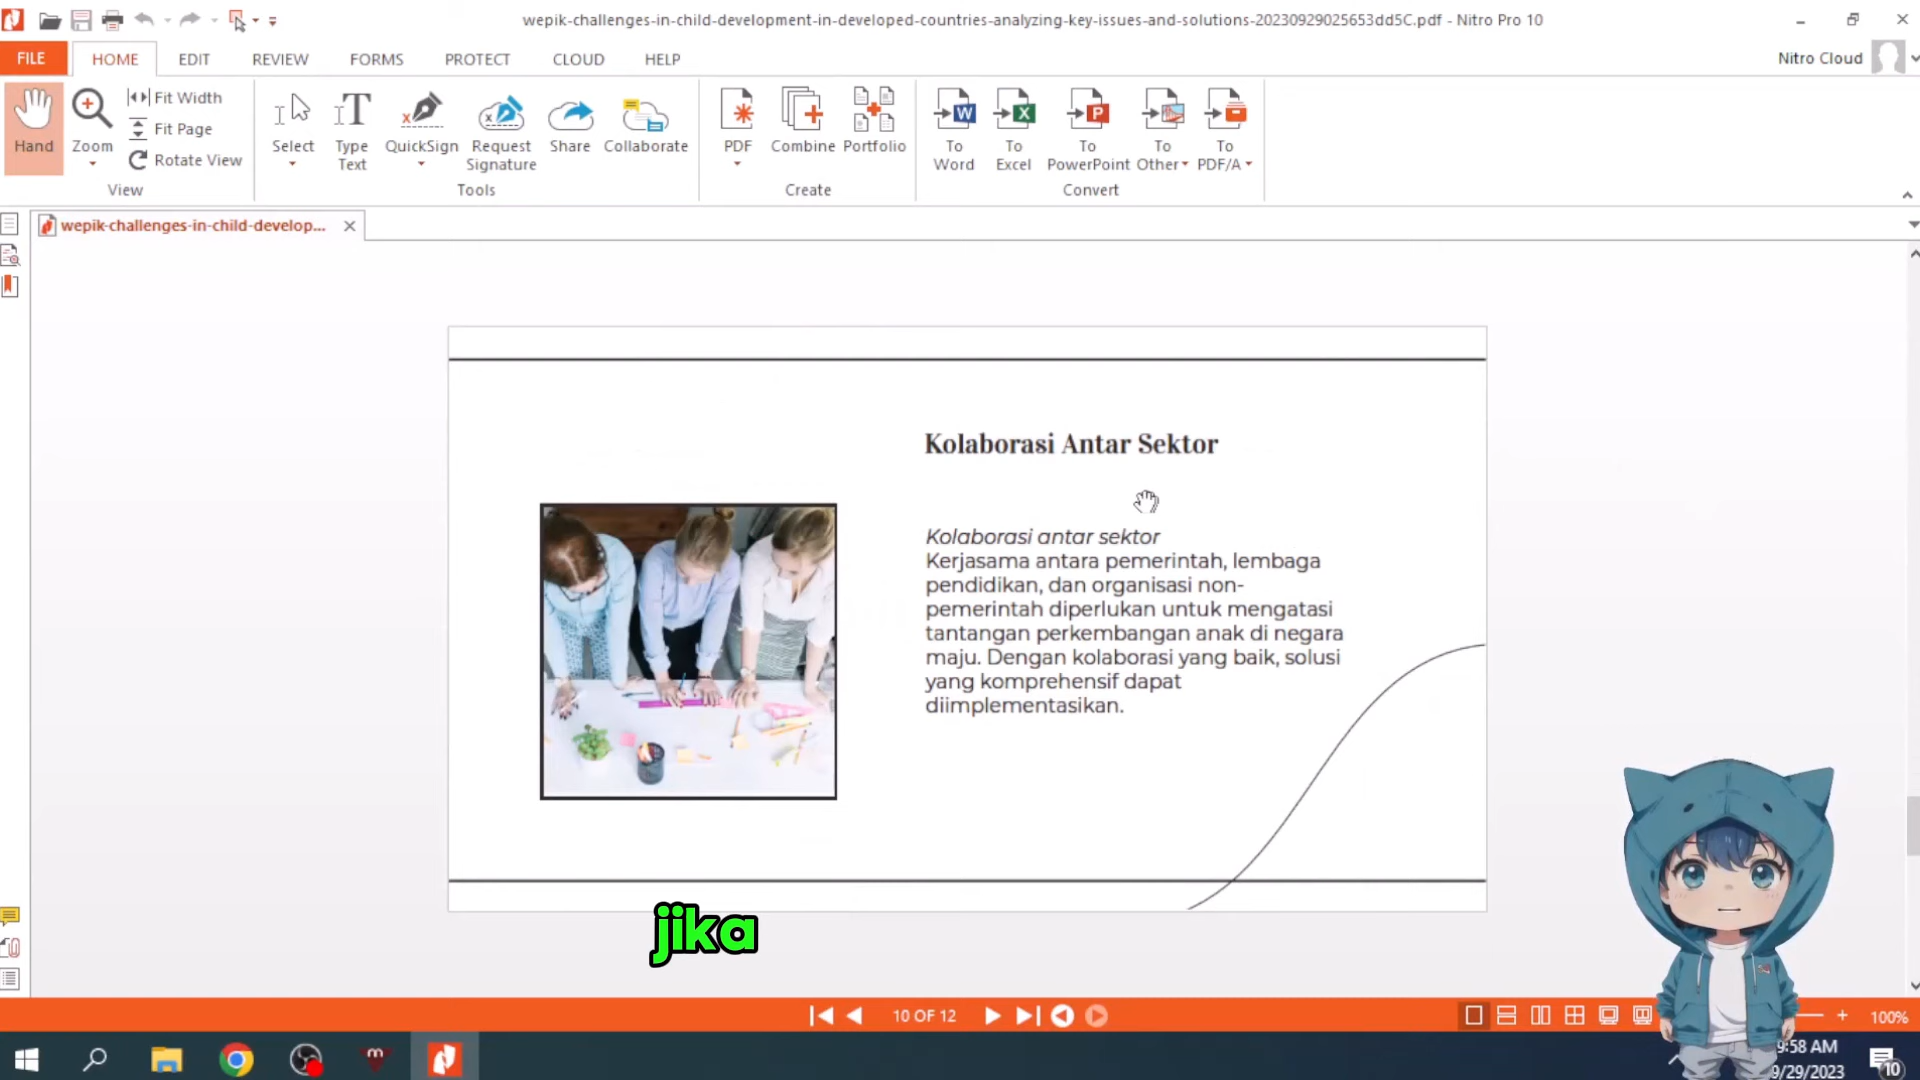 wepik-challenges-in-child-development-in-developed-countries-analyzing-key-issues-and-solutions-20230929025653dd5C.pdf - Nitro Pro 10
FILE
HOME
EDIT
REVIEW
FORMS
PROTECT
CLOUD
HELP
Nitro Cloud
Hand
Zoom
Fit Width
Fit Page
Rotate View
View
Select
Type Text
QuickSign
Request Signature
Share
Collaborate
Tools
PDF
Combine
Portfolio
Create
To Word
To Excel
To PowerPoint
To Other
To PDF/A
Convert
wepik-challenges-in-child-develop...
Kolaborasi Antar Sektor
Kolaborasi antar sektor
Kerjasama antara pemerintah, lembaga
pendidikan, dan organisasi non-
pemerintah diperlukan untuk mengatasi
tantangan perkembangan anak di negara
maju. Dengan kolaborasi yang baik, solusi
yang komprehensif dapat
diimplementasikan.
jika
10 OF 12
100%
9:58 AM
9/29/2023
10